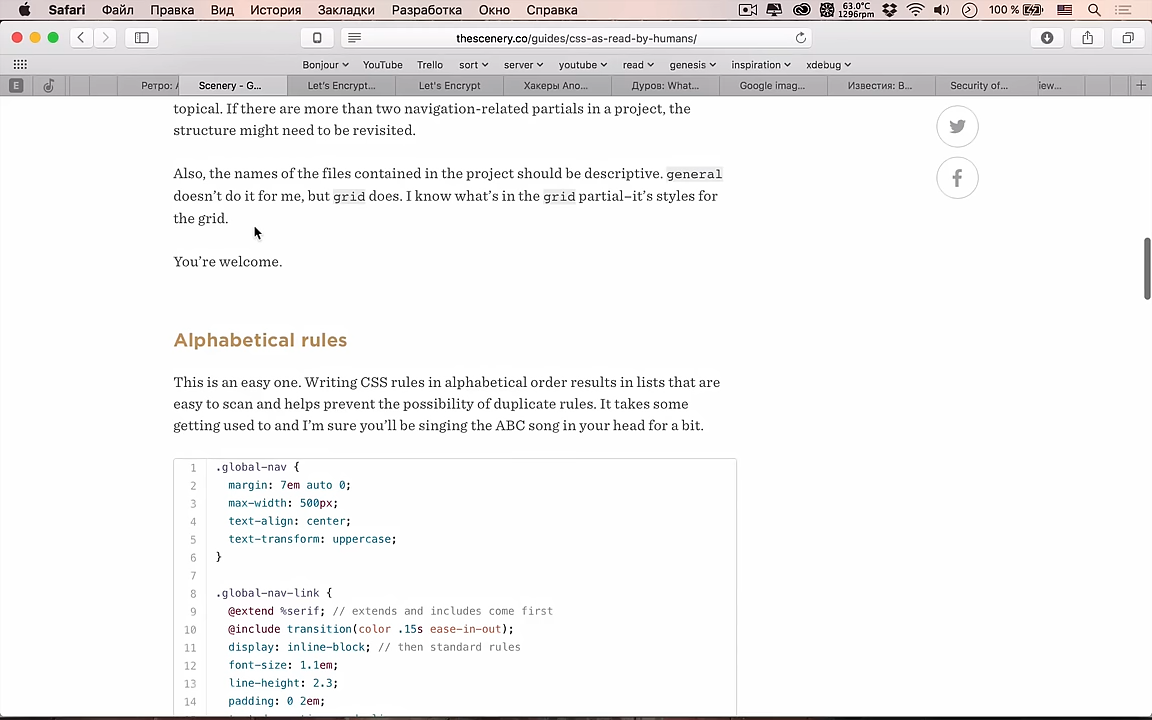 Safari Файл Правка Вид История Закладки Разработка Окно Справка 63.0°C 1296rpm 100 %
thescenery.co/guides/css-as-read-by-humans/
Bonjour YouTube Trello sort server youtube read genesis inspiration xdebug
E Ретро: / Scenery - G... Let's Encrypt... Let's Encrypt Хакеры Ано... Дуров: What... Google imag... Известия: В... Security of... iew...
topical. If there are more than two navigation-related partials in a project, the
structure might need to be revisited.
Also, the names of the files contained in the project should be descriptive. general
doesn't do it for me, but grid does. I know what's in the grid partial–it's styles for
the grid.
You're welcome.
Alphabetical rules
This is an easy one. Writing CSS rules in alphabetical order results in lists that are
easy to scan and helps prevent the possibility of duplicate rules. It takes some
getting used to and I'm sure you'll be singing the ABC song in your head for a bit.
1 .global-nav {
2 margin: 7em auto 0;
3 max-width: 500px;
4 text-align: center;
5 text-transform: uppercase;
6 }
7
8 .global-nav-link {
9 @extend %serif; // extends and includes come first
10 @include transition(color .15s ease-in-out);
11 display: inline-block; // then standard rules
12 font-size: 1.1em;
13 line-height: 2.3;
14 padding: 0 2em;